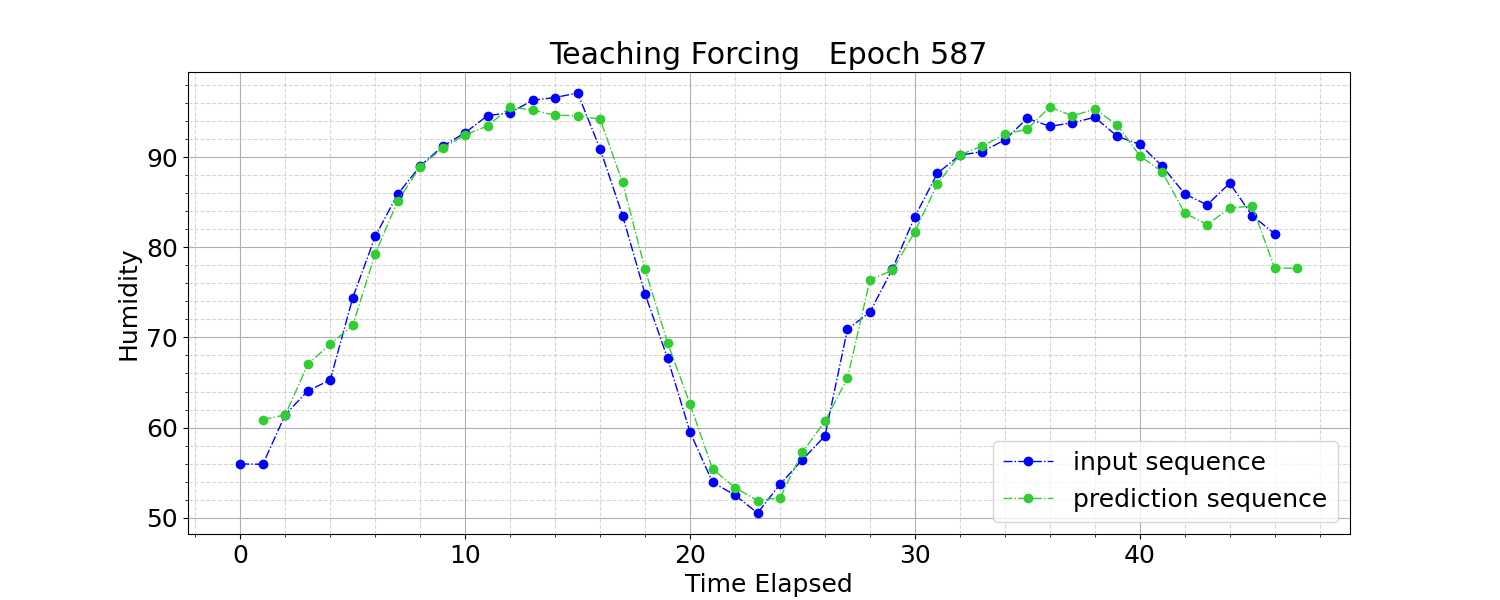 Teaching Forcing   Epoch 587
90
80
70
60
50
Humidity
input sequence
prediction sequence
0 10 20 30 40
Time Elapsed